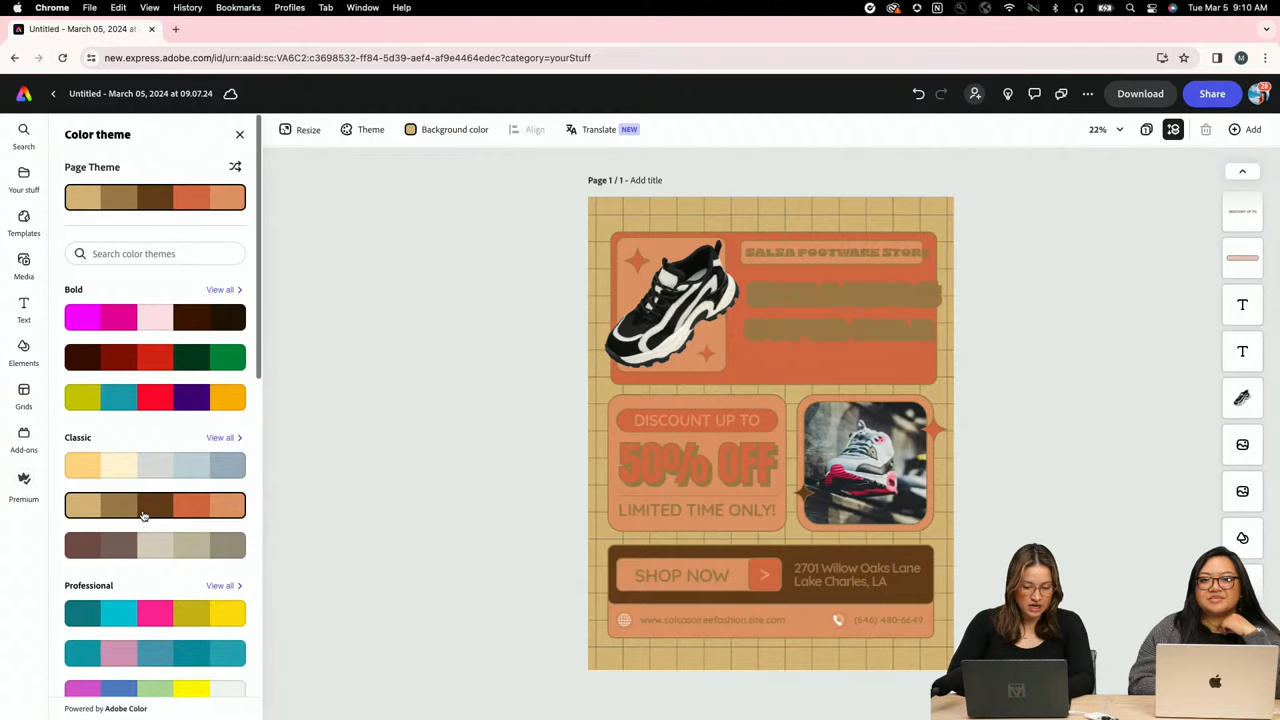 Chrome File Edit View History Bookmarks Profiles Tab Window Help
Tue Mar 5 9:10 AM
Untitled - March 05, 2024 at
new.express.adobe.com/id/urn:aaid:sc:VA6C2:c3698532-ff84-5d39-aef4-af9e4464edec?category=yourStuff
M
Untitled - March 05, 2024 at 09.07.24
Download
Share
28
Search
Your stuff
Templates
Media
Text
Elements
Grids
Add-ons
Premium
Color theme
Page Theme
Search color themes
Bold View all
Classic View all
Professional View all
Powered by Adobe Color
Resize Theme Background color Align Translate NEW
22%
1
Add
Page 1 / 1 - Add title
SALSA FOOTWARE STORE
DISCOUNT UP TO
50% OFF
LIMITED TIME ONLY!
SHOP NOW >
2701 Willow Oaks Lane
Lake Charles, LA
www.salsasoireefashion.site.com
(646) 480-6649
DISCOUNT UP TO
T
T